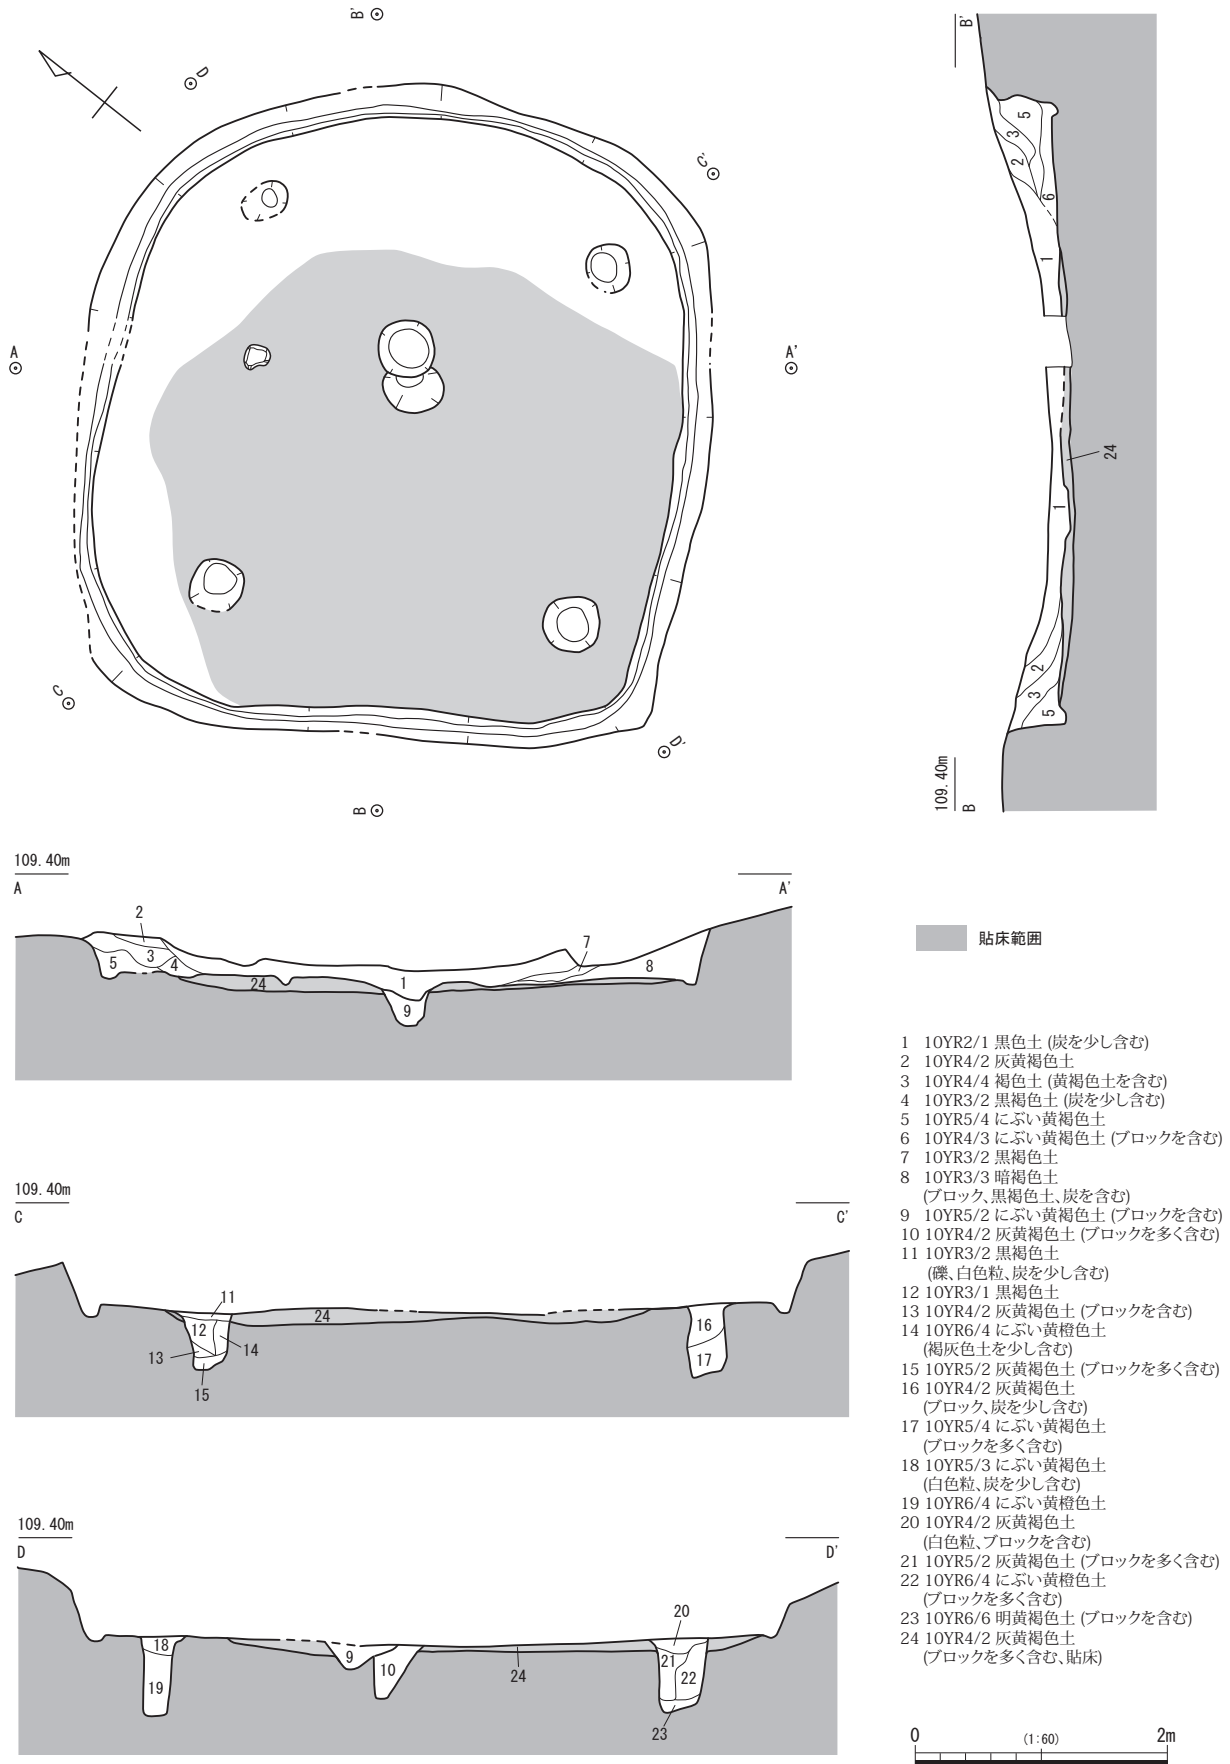 B'
D
C'
A
A'
C
D'
B
B'
5
3
2
6
1
24
1
2
3
5
109.40m
B
109.40m
A
A'
2
3
5
4
24
1
9
7
8
貼床範囲
109.40m
C
C'
11
12
13
14
15
24
16
17
109.40m
D
D'
18
19
9
10
24
20
21
22
23
1 10YR2/1 黒色土 (炭を少し含む)
2 10YR4/2 灰黄褐色土
3 10YR4/4 褐色土 (黄褐色土を含む)
4 10YR3/2 黒褐色土 (炭を少し含む)
5 10YR5/4 にぶい黄褐色土
6 10YR4/3 にぶい黄褐色土 (ブロックを含む)
7 10YR3/2 黒褐色土
8 10YR3/3 暗褐色土
(ブロック、黒褐色土、炭を含む)
9 10YR5/2 にぶい黄褐色土 (ブロックを含む)
10 10YR4/2 灰黄褐色土 (ブロックを多く含む)
11 10YR3/2 黒褐色土
(礫、白色粒、炭を少し含む)
12 10YR3/1 黒褐色土
13 10YR4/2 灰黄褐色土 (ブロックを含む)
14 10YR6/4 にぶい黄橙色土
(褐灰色土を少し含む)
15 10YR5/2 灰黄褐色土 (ブロックを多く含む)
16 10YR4/2 灰黄褐色土
(ブロック、炭を少し含む)
17 10YR5/4 にぶい黄褐色土
(ブロックを多く含む)
18 10YR5/3 にぶい黄褐色土
(白色粒、炭を少し含む)
19 10YR6/4 にぶい黄橙色土
20 10YR4/2 灰黄褐色土
(白色粒、ブロックを含む)
21 10YR5/2 灰黄褐色土 (ブロックを多く含む)
22 10YR6/4 にぶい黄橙色土
(ブロックを多く含む)
23 10YR6/6 明黄褐色土 (ブロックを含む)
24 10YR4/2 灰黄褐色土
(ブロックを多く含む、貼床)
0 (1:60) 2m